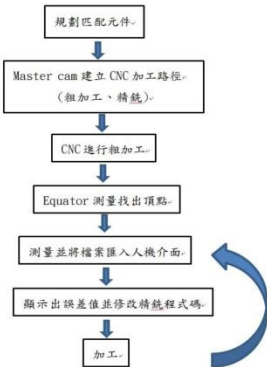 規劃匹配元件
Master cam 建立 CNC 加工路徑
(粗加工、精銑)
CNC 進行粗加工
Equator 測量找出頂點
測量並將檔案匯入人機介面
顯示出誤差值並修改精銑程式碼
加工